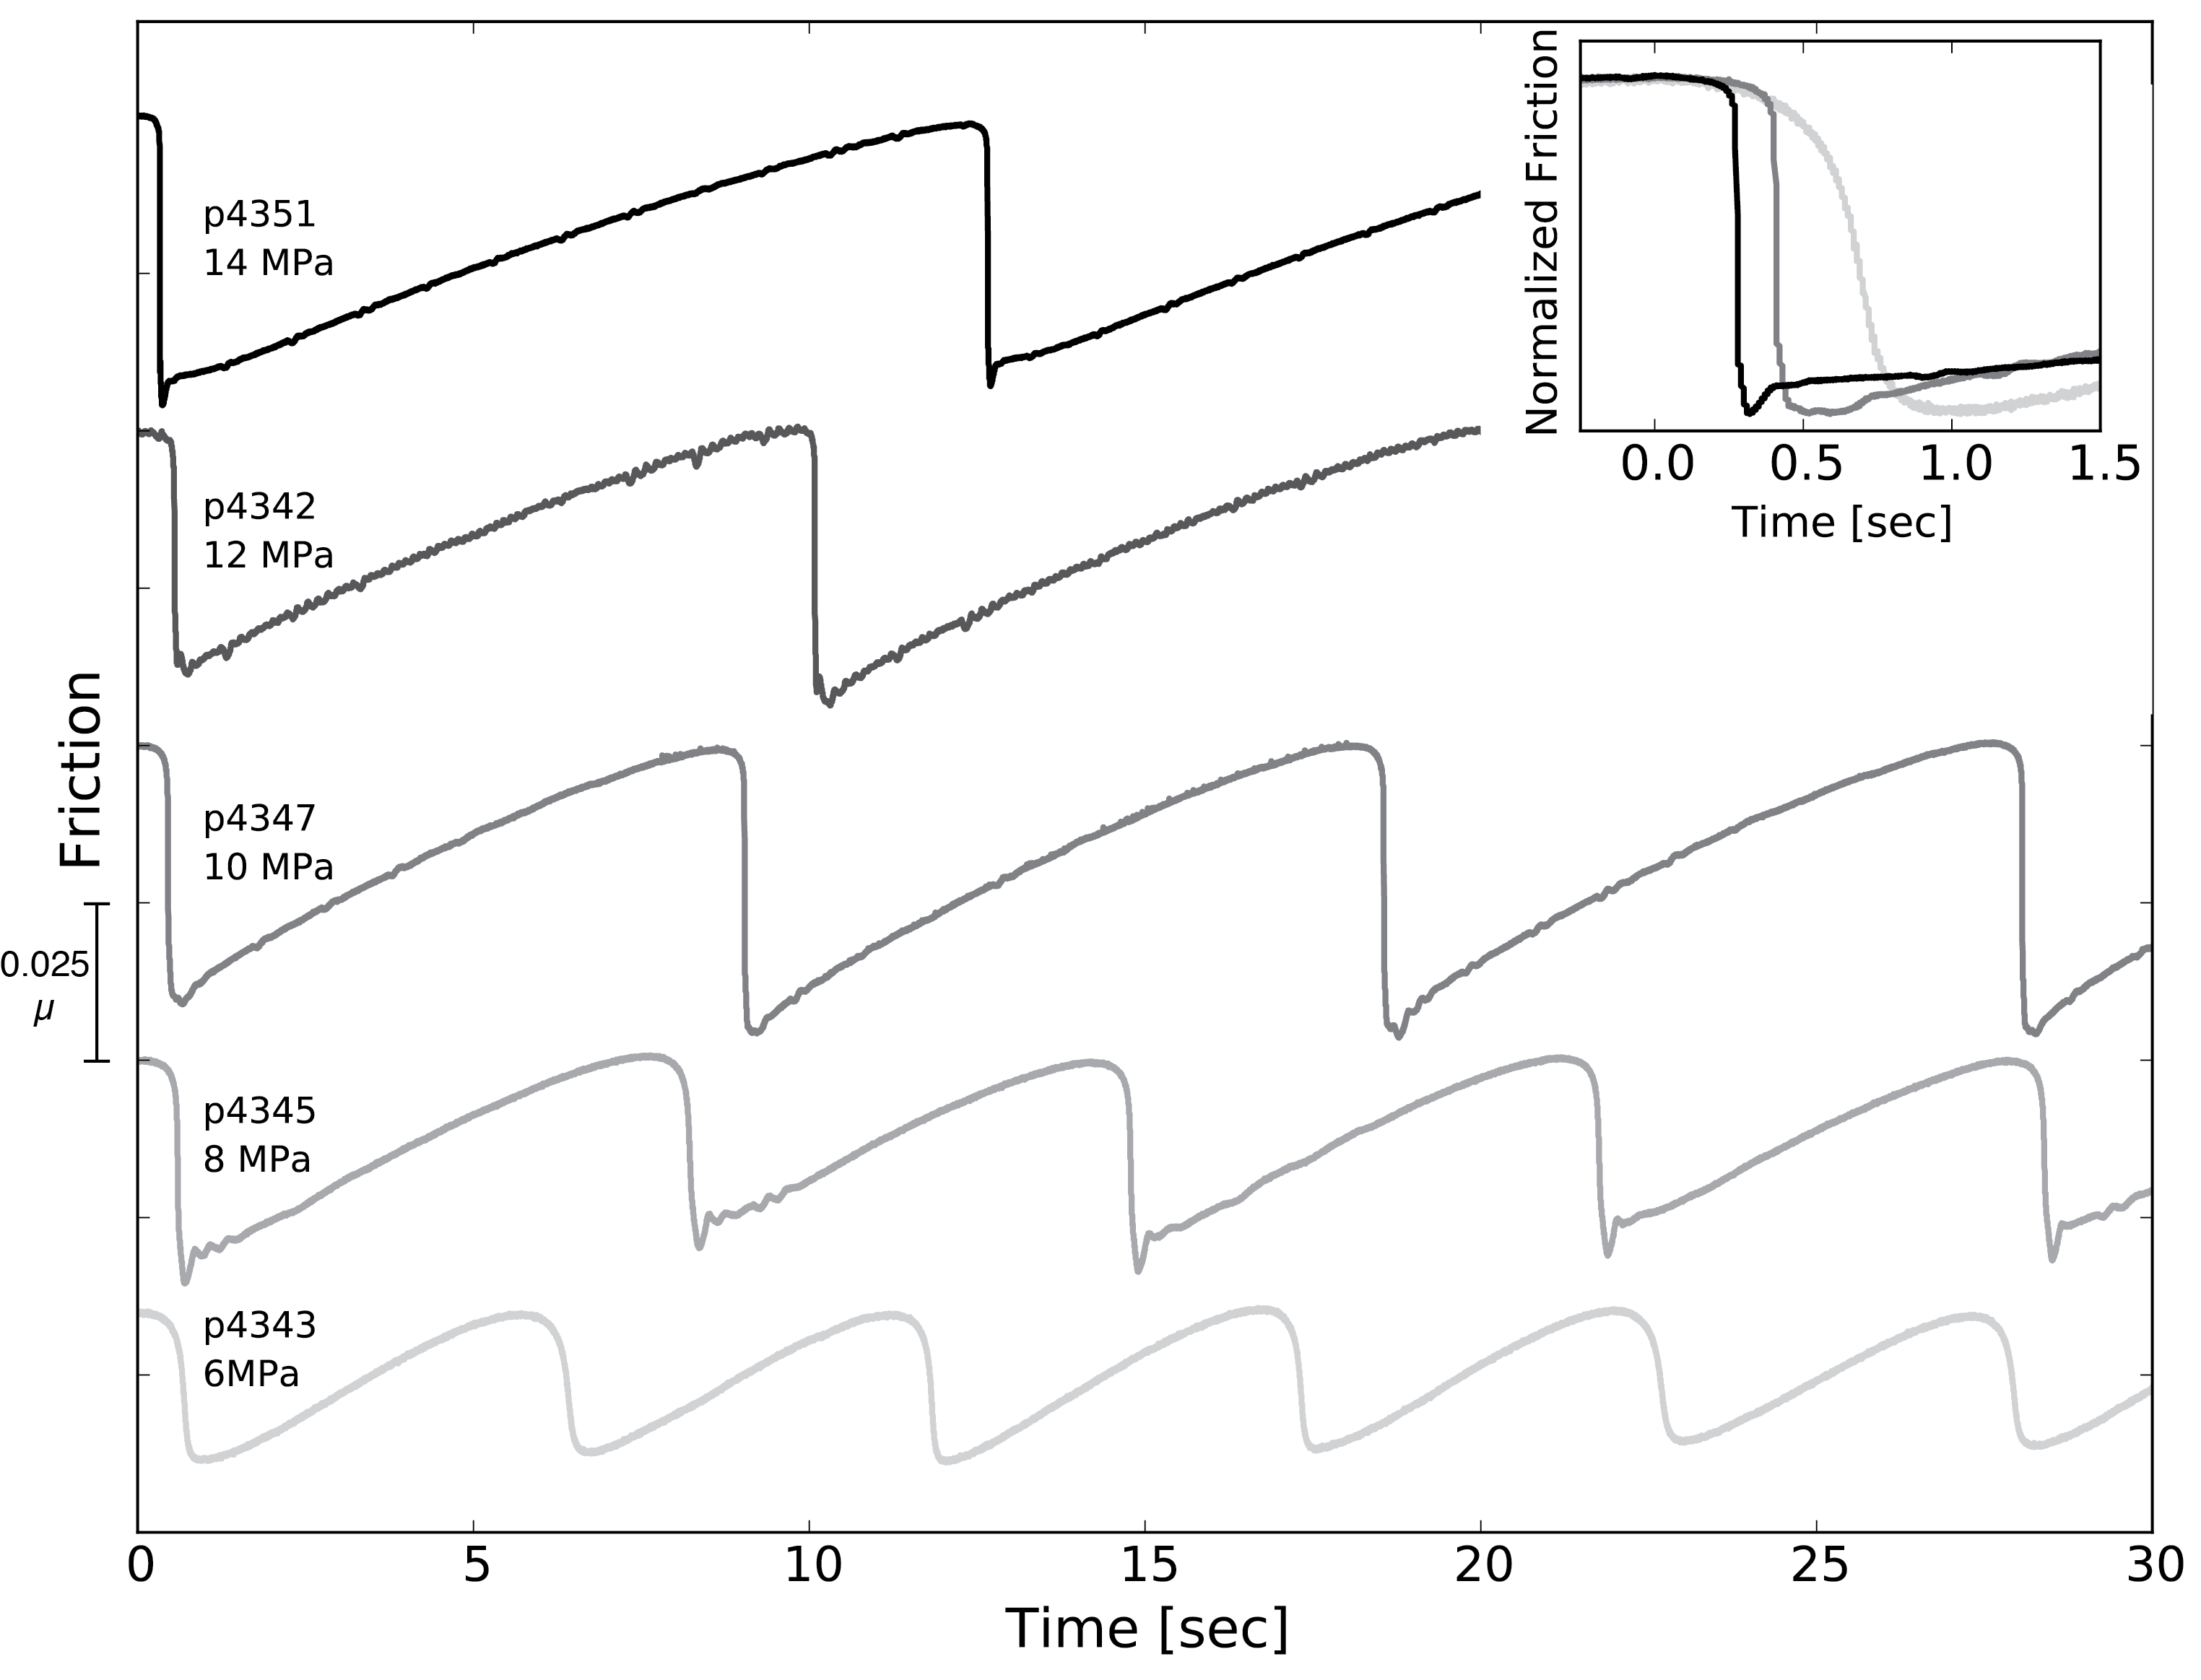 p4351
14 MPa
p4342
12 MPa
p4347
10 MPa
p4345
8 MPa
p4343
6MPa
Friction
0.025
μ
0
5
10
15
20
25
30
Time [sec]
Normalized Friction
0.0
0.5
1.0
1.5
Time [sec]